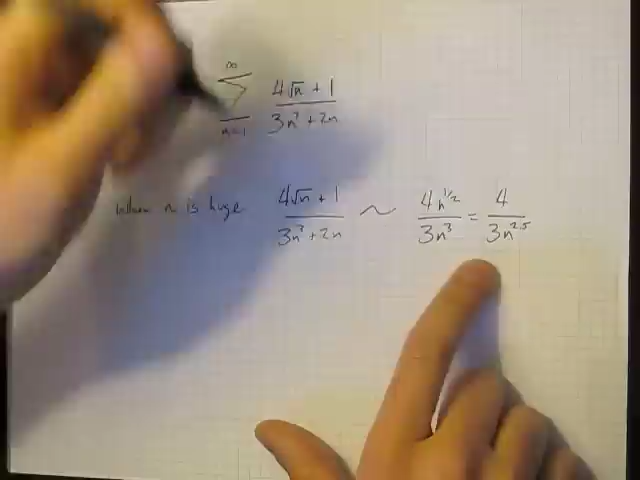 ∞
∑ (4√n + 1)/(3n³ + 2n)
n=1
When n is huge (4√n + 1)/(3n³ + 2n) ~ 4n^(1/2)/3n³ = 4/3n^2.5